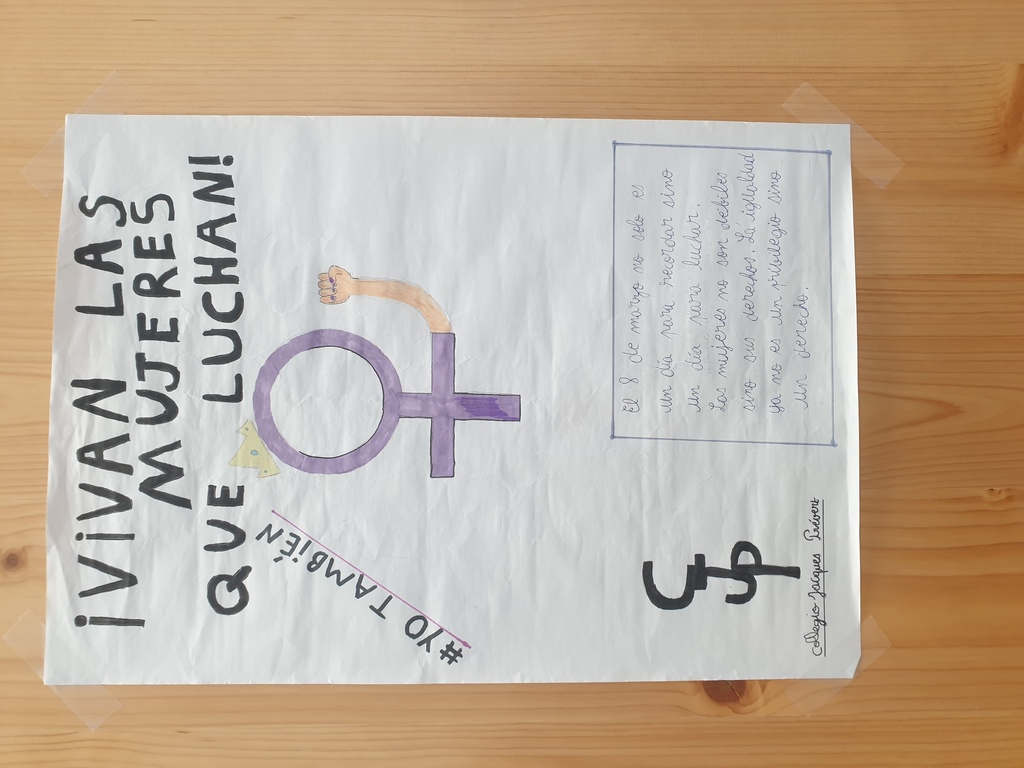 ¡VIVAN LAS
MUJERES
QUE LUCHAN!
#YO TAMBIÉN
El 8 de marzo no solo es
un día para recordar sino
un día para luchar.
Las mujeres no son débiles
sino sus derechos. La igualdad
ya no es un privilegio sino
un derecho.
CJP
Collegio Jacques Prévert